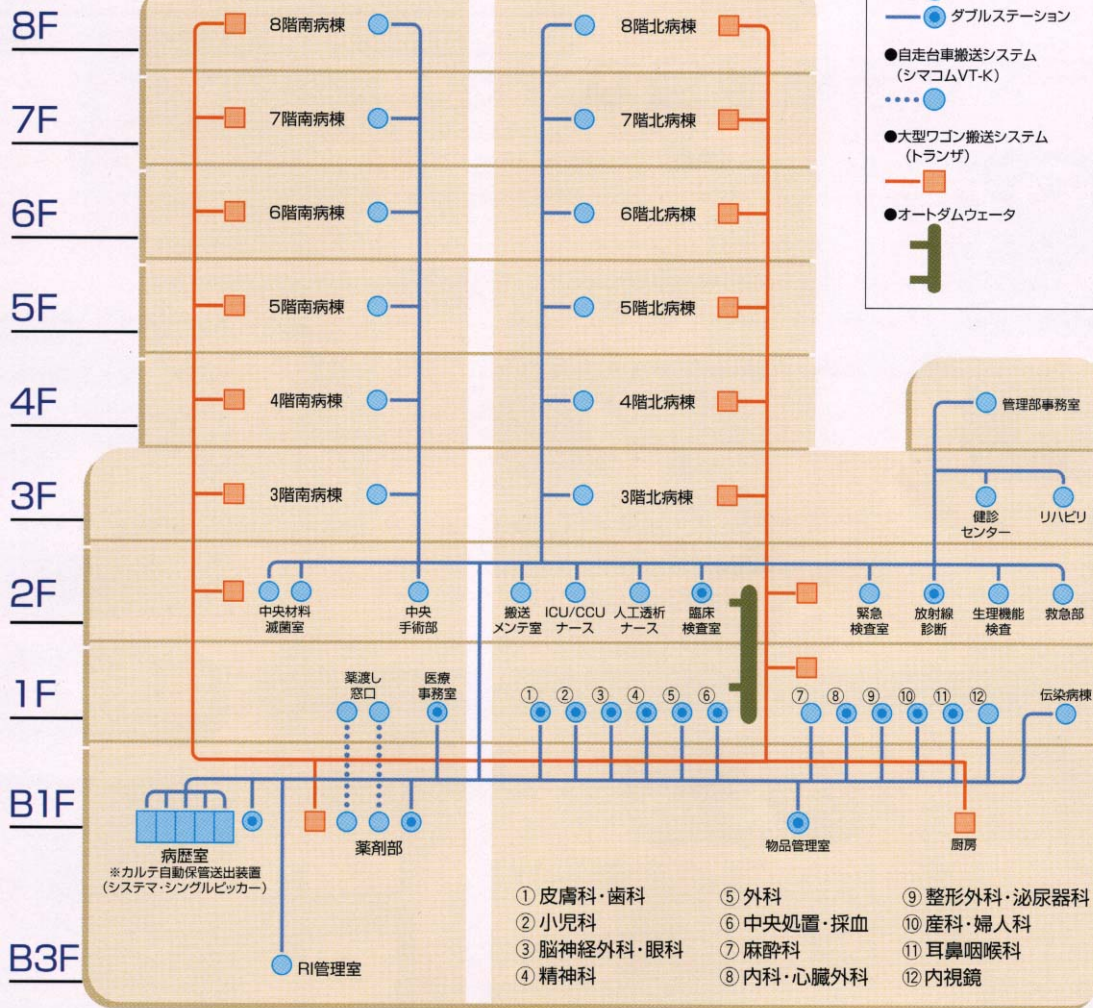 ダブルステーション
●自走台車搬送システム
(シマコムVT-K)
●大型ワゴン搬送システム
(トランザ)
●オートダムウェータ
8F
8階南病棟
8階北病棟
7F
7階南病棟
7階北病棟
6F
6階南病棟
6階北病棟
5F
5階南病棟
5階北病棟
4F
4階南病棟
4階北病棟
管理部事務室
3F
3階南病棟
3階北病棟
健診
センター
リハビリ
2F
中央材料
滅菌室
中央
手術部
搬送
メンテ室
ICU/CCU
ナース
人工透析
ナース
臨床
検査室
緊急
検査室
放射線
診断
生理機能
検査
救急部
1F
薬渡し
窓口
医療
事務室
① ② ③ ④ ⑤ ⑥ ⑦ ⑧ ⑨ ⑩ ⑪ ⑫
伝染病棟
B1F
病歴室
※カルテ自動保管送出装置
(システマ・シングルピッカー)
薬剤部
物品管理室
厨房
B3F
RI管理室
① 皮膚科・歯科
② 小児科
③ 脳神経外科・眼科
④ 精神科
⑤ 外科
⑥ 中央処置・採血
⑦ 麻酔科
⑧ 内科・心臓外科
⑨ 整形外科・泌尿器科
⑩ 産科・婦人科
⑪ 耳鼻咽喉科
⑫ 内視鏡